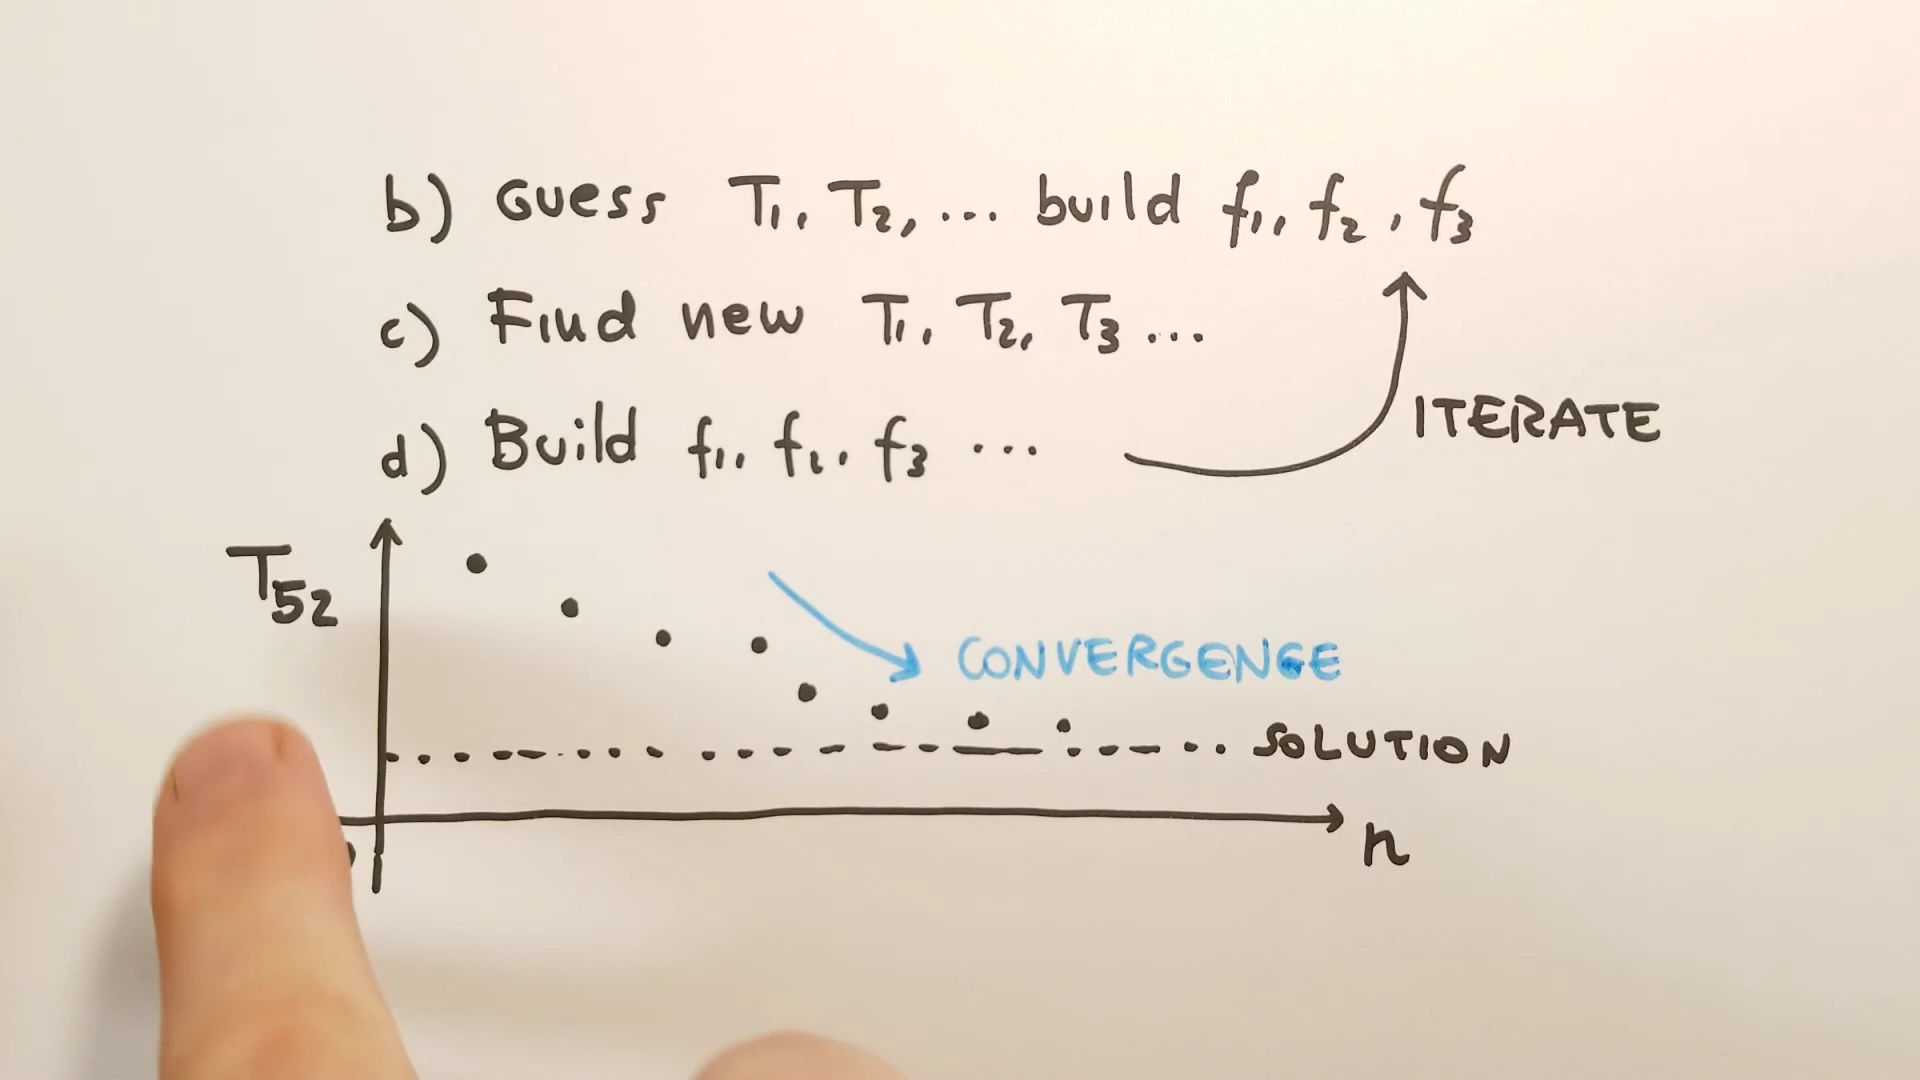 b) Guess T1, T2, ... build f1, f2, f3
c) Find new T1, T2, T3 ...
d) Build f1, f2, f3 ...
ITERATE
T52
CONVERGENCE
SOLUTION
n